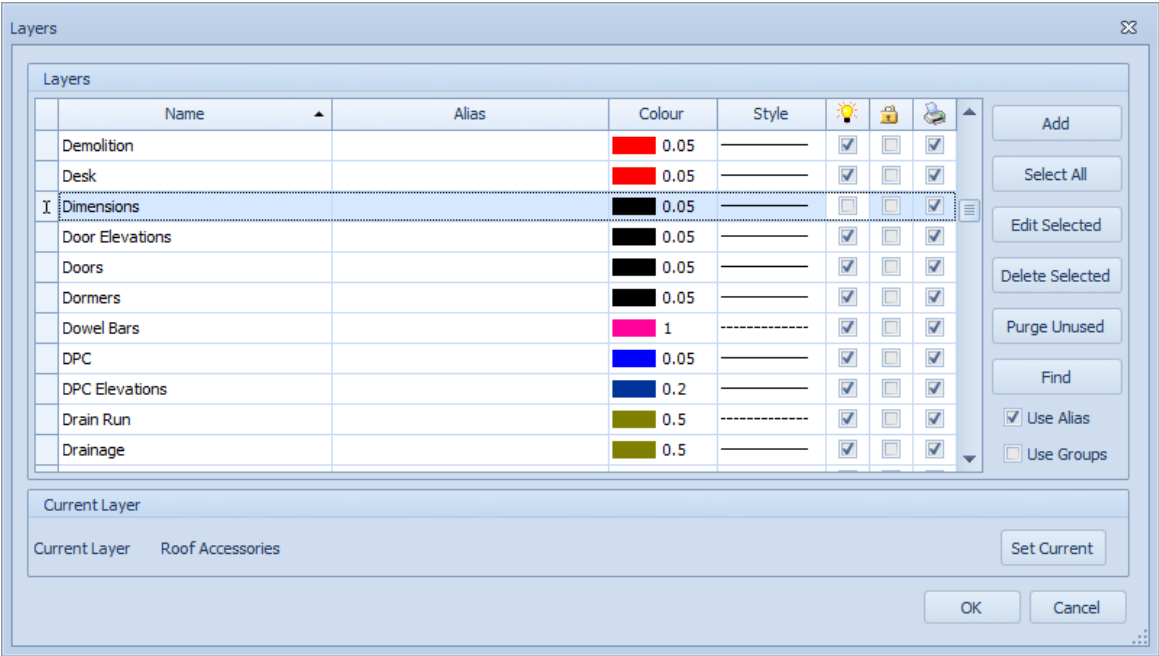 Layers
Layers
Name Alias Colour Style
Demolition 0.05
Desk 0.05
Dimensions 0.05
Door Elevations 0.05
Doors 0.05
Dormers 0.05
Dowel Bars 1
DPC 0.05
DPC Elevations 0.2
Drain Run 0.5
Drainage 0.5
Add
Select All
Edit Selected
Delete Selected
Purge Unused
Find
Use Alias
Use Groups
Current Layer
Current Layer Roof Accessories
Set Current
OK Cancel